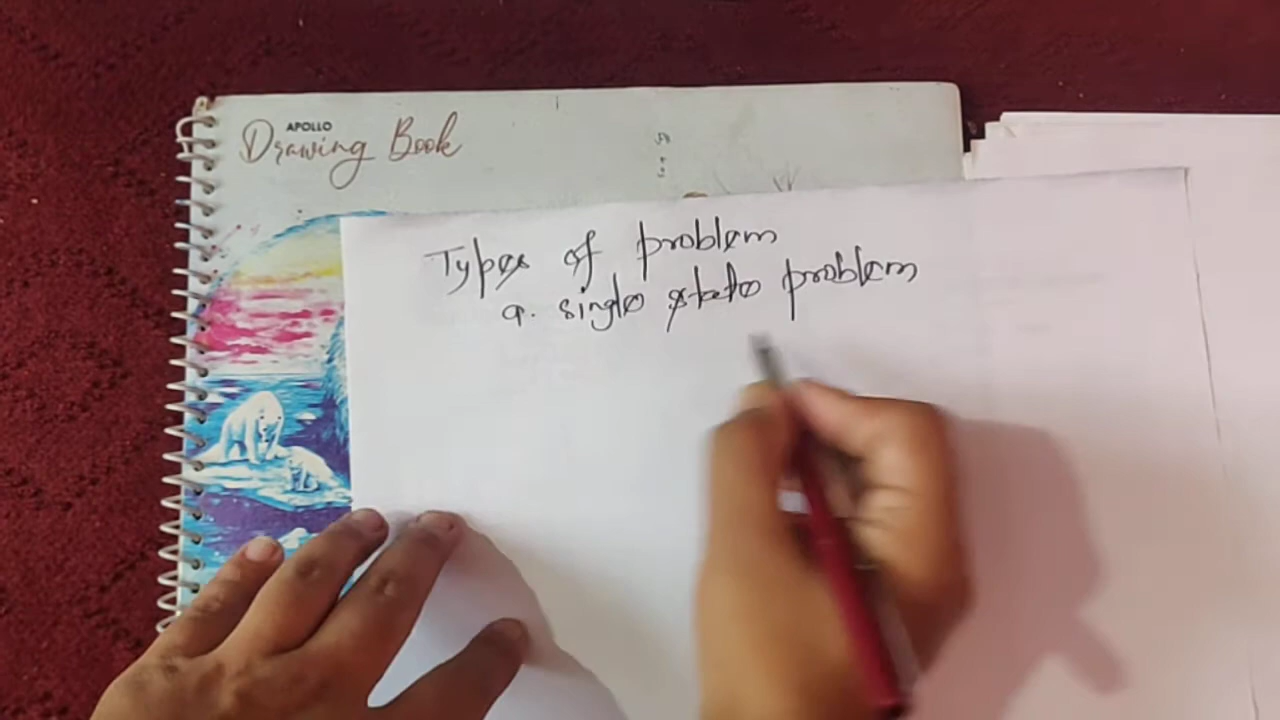 APOLLO
Drawing Book
Types of problem
a. single state problem